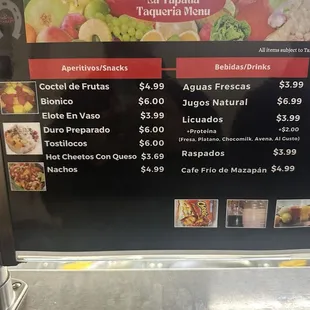 La Tapatia
Taqueria Menu
All items subject to Ta
Aperitivos/Snacks
Coctel de Frutas $4.99
Bionico $6.00
Elote En Vaso $3.99
Duro Preparado $6.00
Tostilocos $6.00
Hot Cheetos Con Queso $3.69
Nachos $4.99
Bebidas/Drinks
Aguas Frescas $3.99
Jugos Natural $6.99
Licuados $3.99
+Proteina +$2.00
(Fresa, Platano, Chocomilk, Avena, Al Gusto)
Raspados $3.99
Cafe Frío de Mazapán $4.99